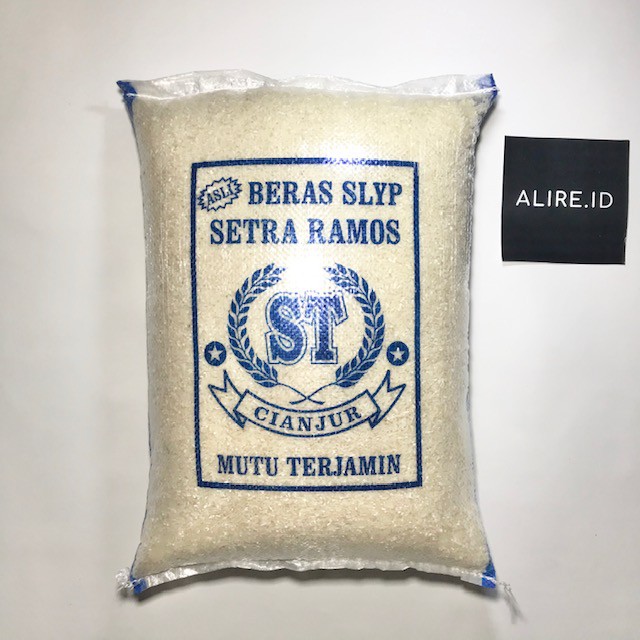 ASLI BERAS SLYP
SETRA RAMOS
ST
CIANJUR
MUTU TERJAMIN
ALIRE.ID